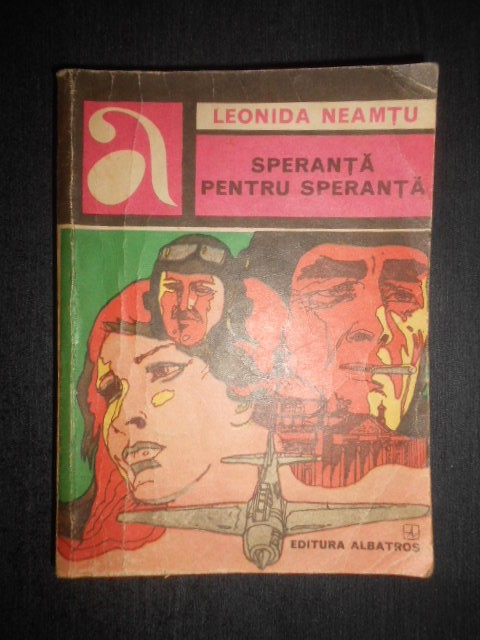 a
LEONIDA NEAMȚU
SPERANȚĂ
PENTRU SPERANȚĂ
EDITURA ALBATROS